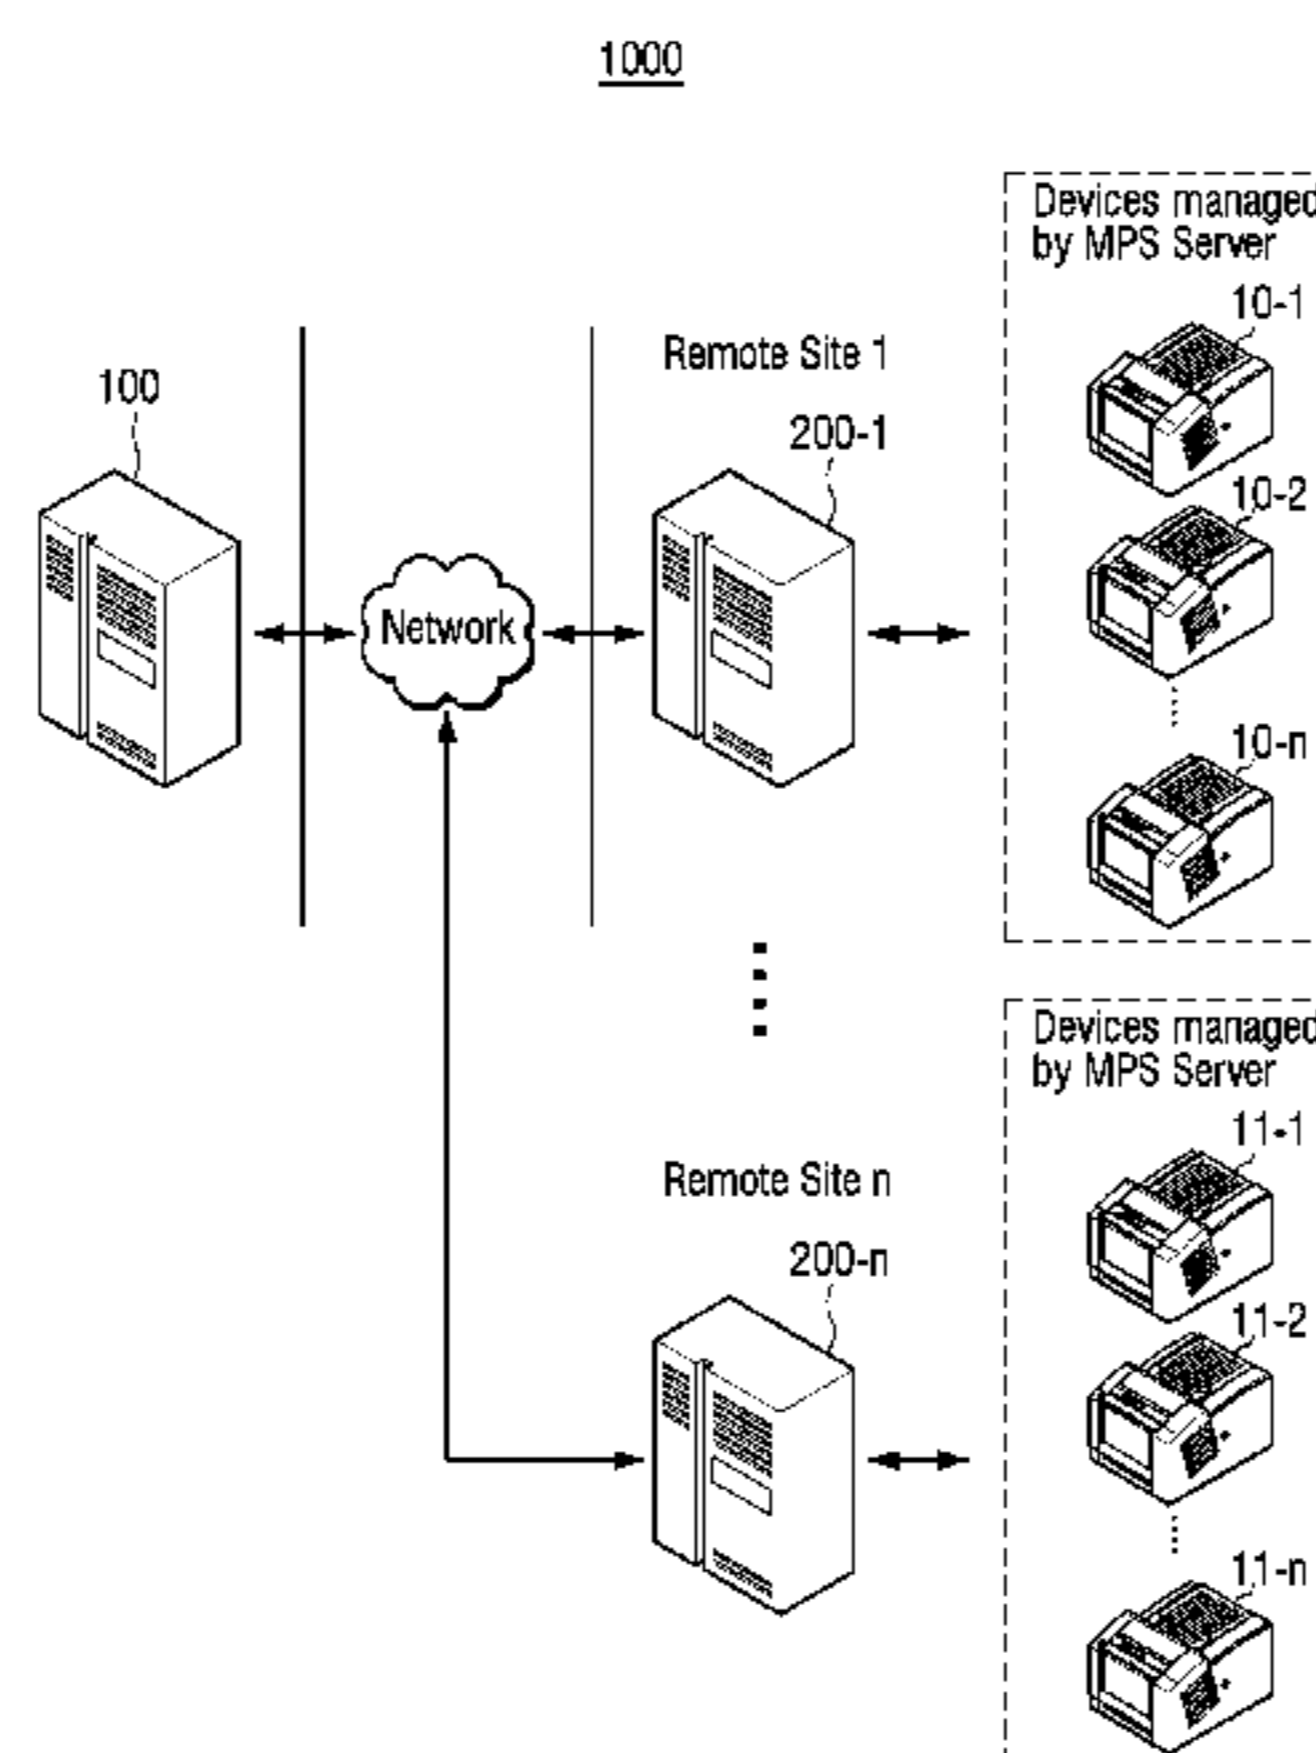 1000
Devices managed
by MPS Server
10-1
Remote Site 1
100
200-1
10-2
Network
10-n
Devices managed
by MPS Server
11-1
Remote Site n
200-n
11-2
11-n